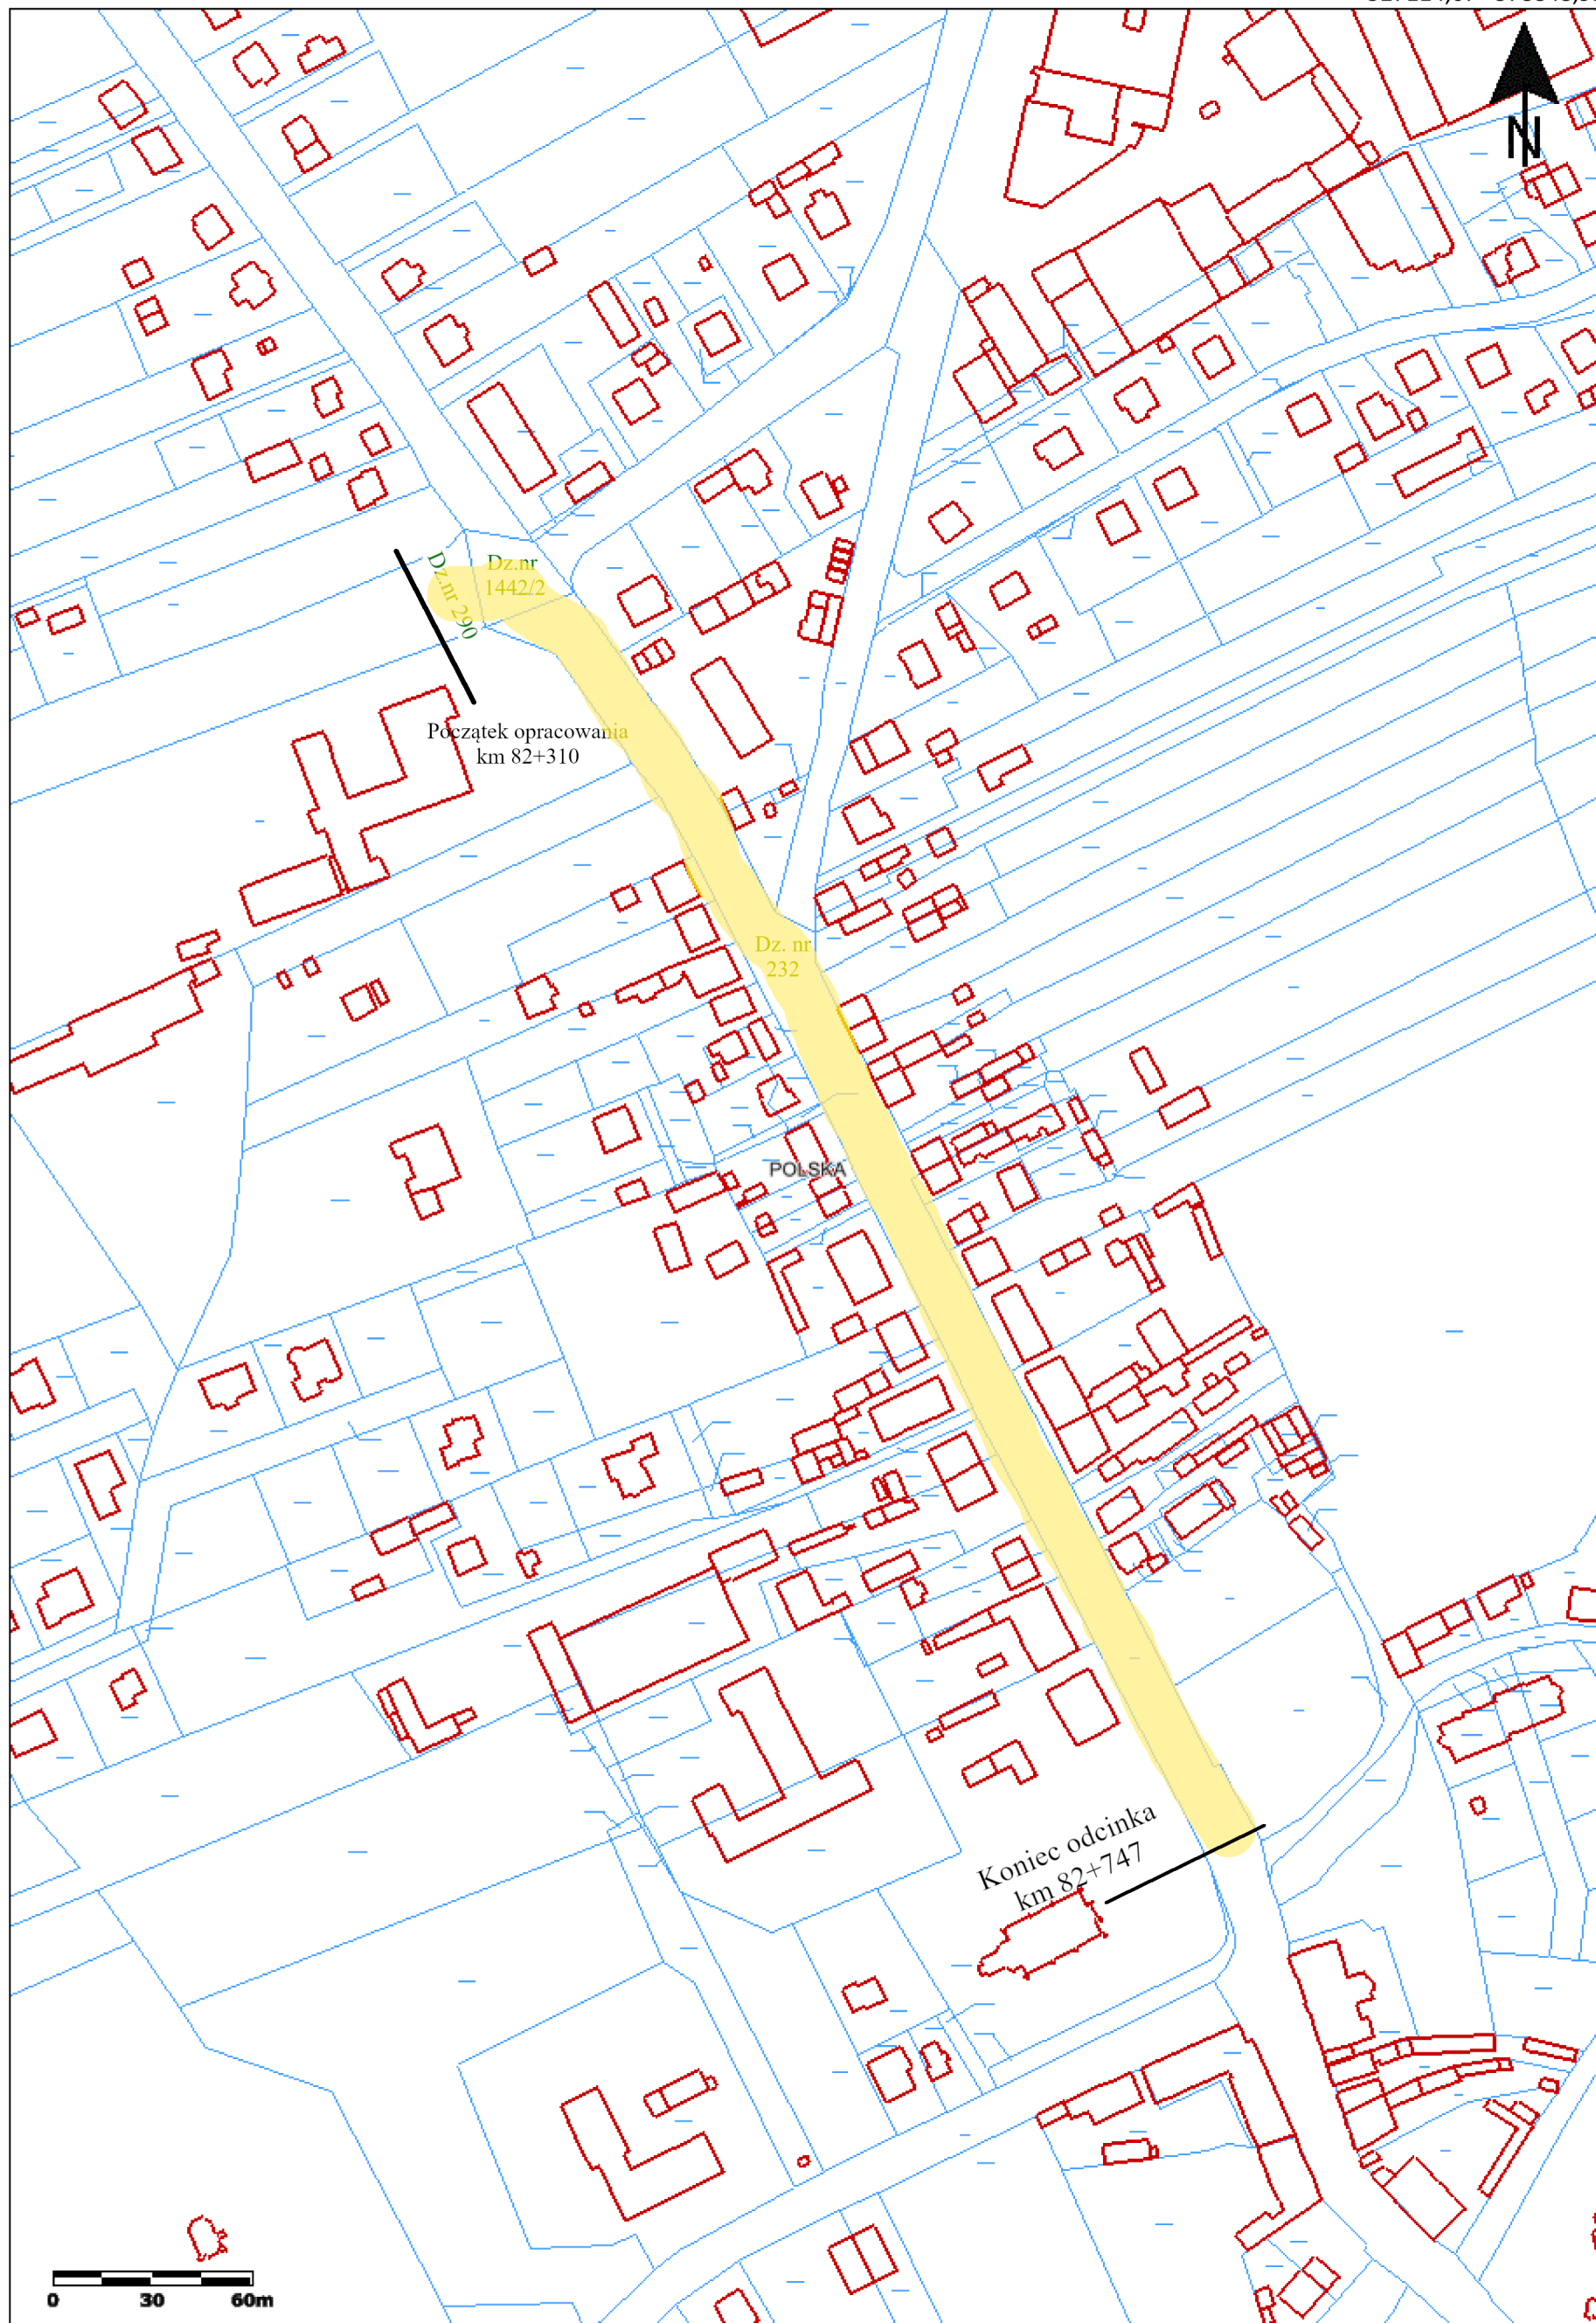 N
Dz.nr
1442/2
Dz.nr 290
Początek opracowania
km 82+310
Dz. nr
232
POLSKA
Koniec odcinka
km 82+747
0 30 60m